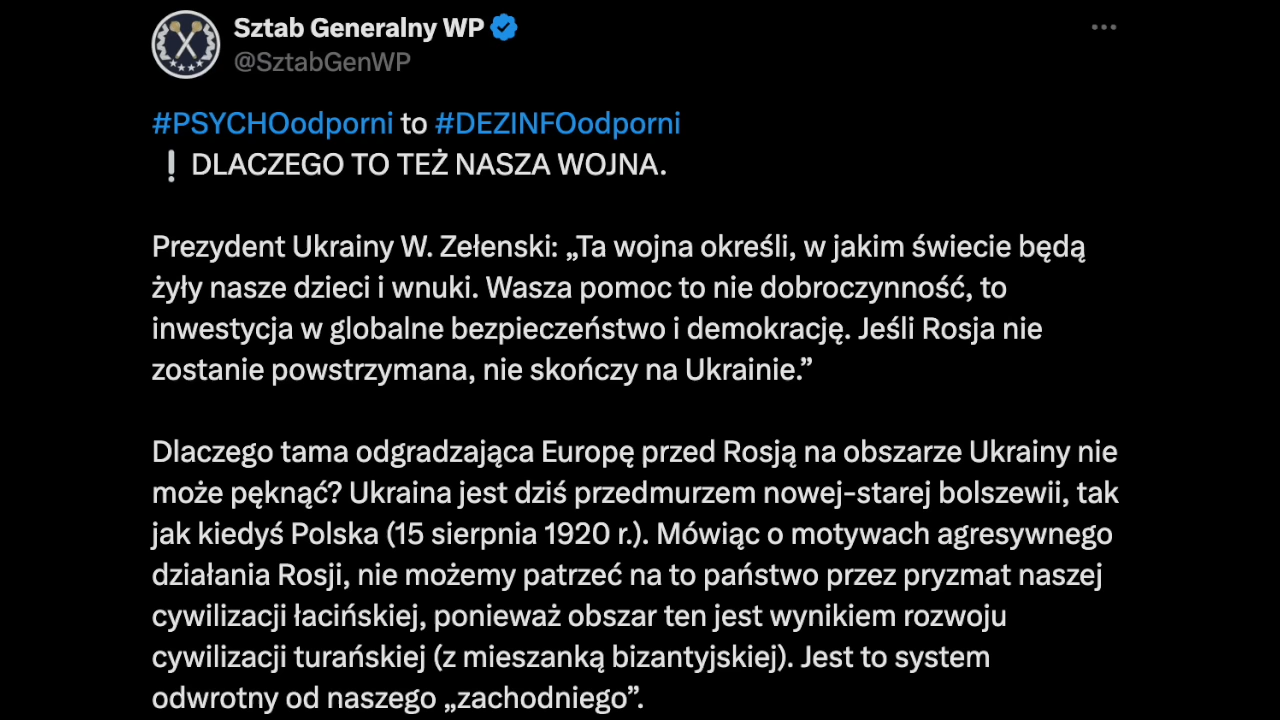 Sztab Generalny WP
@SztabGenWP
#PSYCHOodporni to #DEZINFOodporni
❗DLACZEGO TO TEŻ NASZA WOJNA.
Prezydent Ukrainy W. Zełenski: „Ta wojna określi, w jakim świecie będą
żyły nasze dzieci i wnuki. Wasza pomoc to nie dobroczynność, to
inwestycja w globalne bezpieczeństwo i demokrację. Jeśli Rosja nie
zostanie powstrzymana, nie skończy na Ukrainie.”
Dlaczego tama odgradzająca Europę przed Rosją na obszarze Ukrainy nie
może pęknąć? Ukraina jest dziś przedmurzem nowej-starej bolszewii, tak
jak kiedyś Polska (15 sierpnia 1920 r.). Mówiąc o motywach agresywnego
działania Rosji, nie możemy patrzeć na to państwo przez pryzmat naszej
cywilizacji łacińskiej, ponieważ obszar ten jest wynikiem rozwoju
cywilizacji turańskiej (z mieszanką bizantyjskiej). Jest to system
odwrotny od naszego „zachodniego”.